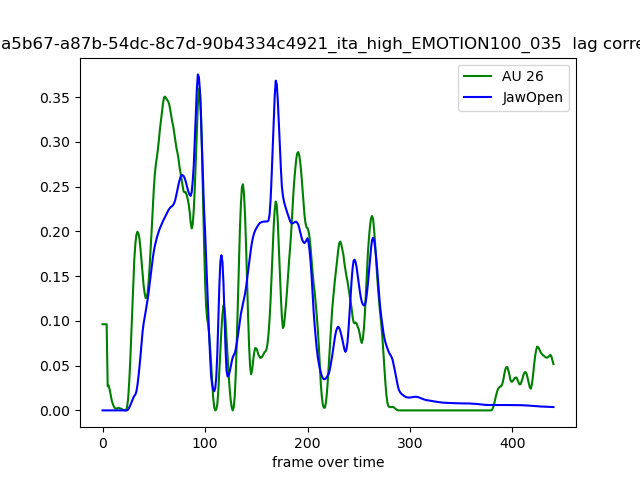 a5b67-a87b-54dc-8c7d-90b4334c4921_ita_high_EMOTION100_035 lag corre
AU 26
JawOpen
0.35
0.30
0.25
0.20
0.15
0.10
0.05
0.00
0 100 200 300 400
frame over time